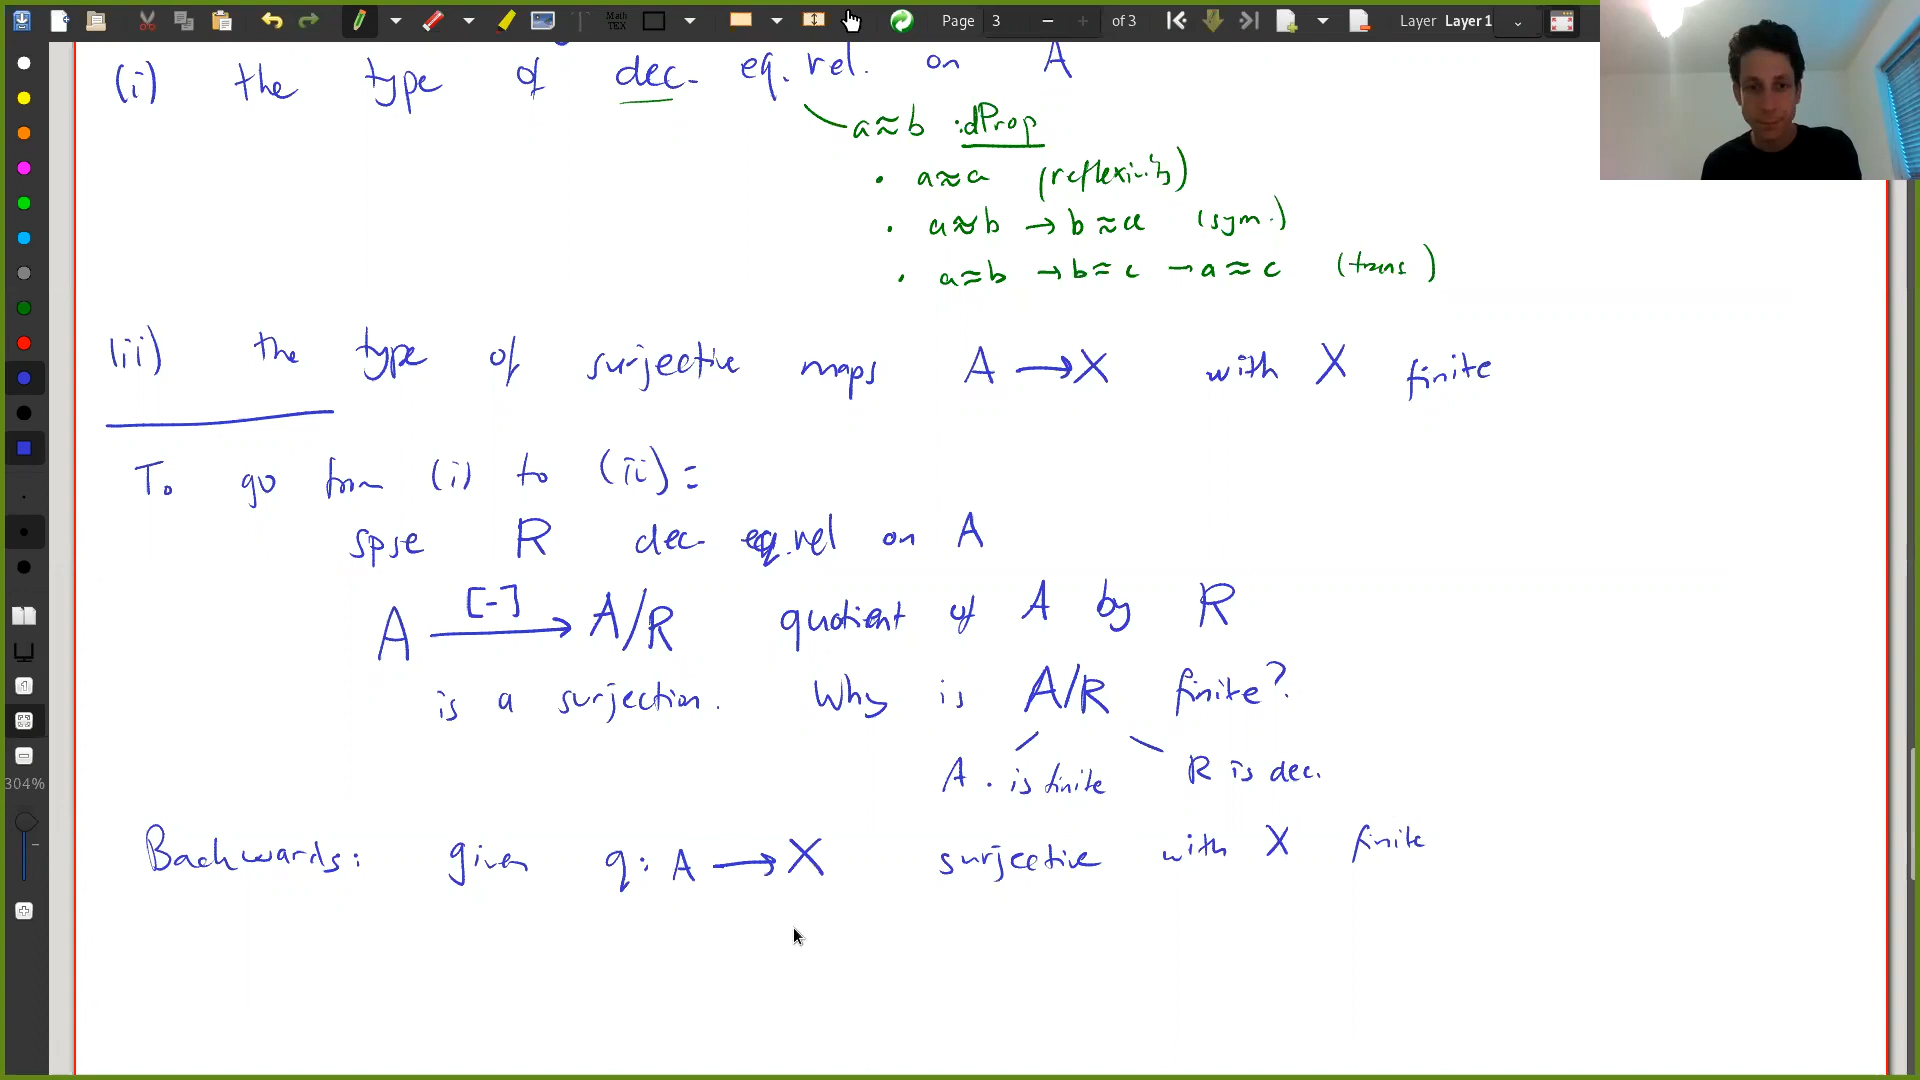 Page 3 of 3 Layer Layer 1
(i) the type of dec. eq. rel. on A
a ≈ b : dProp
• a ≈ a (reflexivity)
• a ≈ b → b ≈ a (sym.)
• a ≈ b → b ≈ c → a ≈ c (trans)
(ii) the type of surjective maps A → X with X finite
To go from (i) to (ii):
spse R dec. eq. rel on A
A → A/R quotient of A by R
[-]
is a surjection. Why is A/R finite?
A is finite R is dec.
Backwards: given q: A → X surjective with X finite
304%